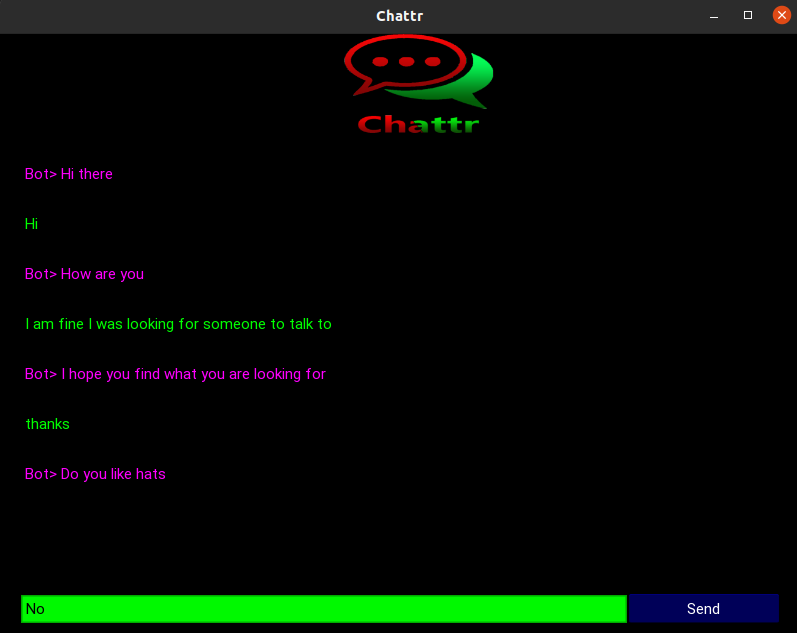 Chattr
Chattr
Bot> Hi there
Hi
Bot> How are you
I am fine I was looking for someone to talk to
Bot> I hope you find what you are looking for
thanks
Bot> Do you like hats
No
Send